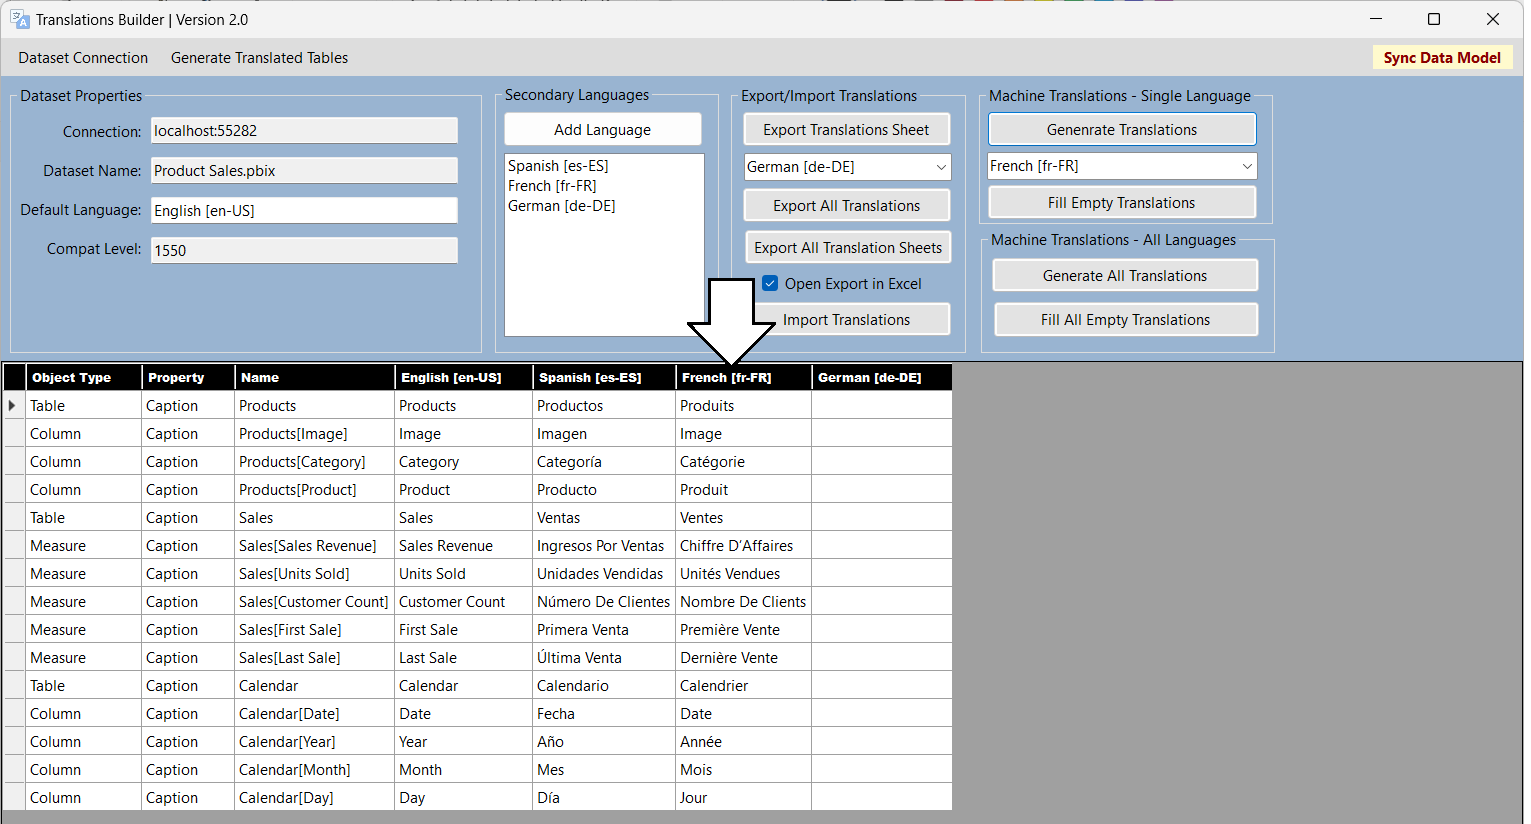 Translations Builder | Version 2.0
Dataset Connection Generate Translated Tables Sync Data Model
Dataset Properties
Connection: localhost:55282
Dataset Name: Product Sales.pbix
Default Language: English [en-US]
Compat Level: 1550
Secondary Languages
Add Language
Spanish [es-ES]
French [fr-FR]
German [de-DE]
Export/Import Translations
Export Translations Sheet
German [de-DE]
Export All Translations
Export All Translation Sheets
Open Export in Excel
Import Translations
Machine Translations - Single Language
Genenrate Translations
French [fr-FR]
Fill Empty Translations
Machine Translations - All Languages
Generate All Translations
Fill All Empty Translations
Object Type Property Name English [en-US] Spanish [es-ES] French [fr-FR] German [de-DE]
Table Caption Products Products Productos Produits
Column Caption Products[Image] Image Imagen Image
Column Caption Products[Category] Category Categoría Catégorie
Column Caption Products[Product] Product Producto Produit
Table Caption Sales Sales Ventas Ventes
Measure Caption Sales[Sales Revenue] Sales Revenue Ingresos Por Ventas Chiffre D’Affaires
Measure Caption Sales[Units Sold] Units Sold Unidades Vendidas Unités Vendues
Measure Caption Sales[Customer Count] Customer Count Número De Clientes Nombre De Clients
Measure Caption Sales[First Sale] First Sale Primera Venta Première Vente
Measure Caption Sales[Last Sale] Last Sale Última Venta Dernière Vente
Table Caption Calendar Calendar Calendario Calendrier
Column Caption Calendar[Date] Date Fecha Date
Column Caption Calendar[Year] Year Año Année
Column Caption Calendar[Month] Month Mes Mois
Column Caption Calendar[Day] Day Día Jour